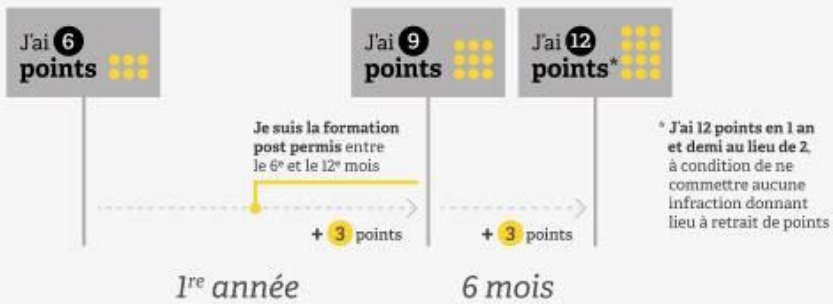 J'ai 6
points
J'ai 9
points
J'ai 12
points*
Je suis la formation
post permis entre
le 6e et le 12e mois
* J'ai 12 points en 1 an
et demi au lieu de 2,
à condition de ne
commettre aucune
infraction donnant
lieu à retrait de points
+ 3 points
+ 3 points
1re année
6 mois